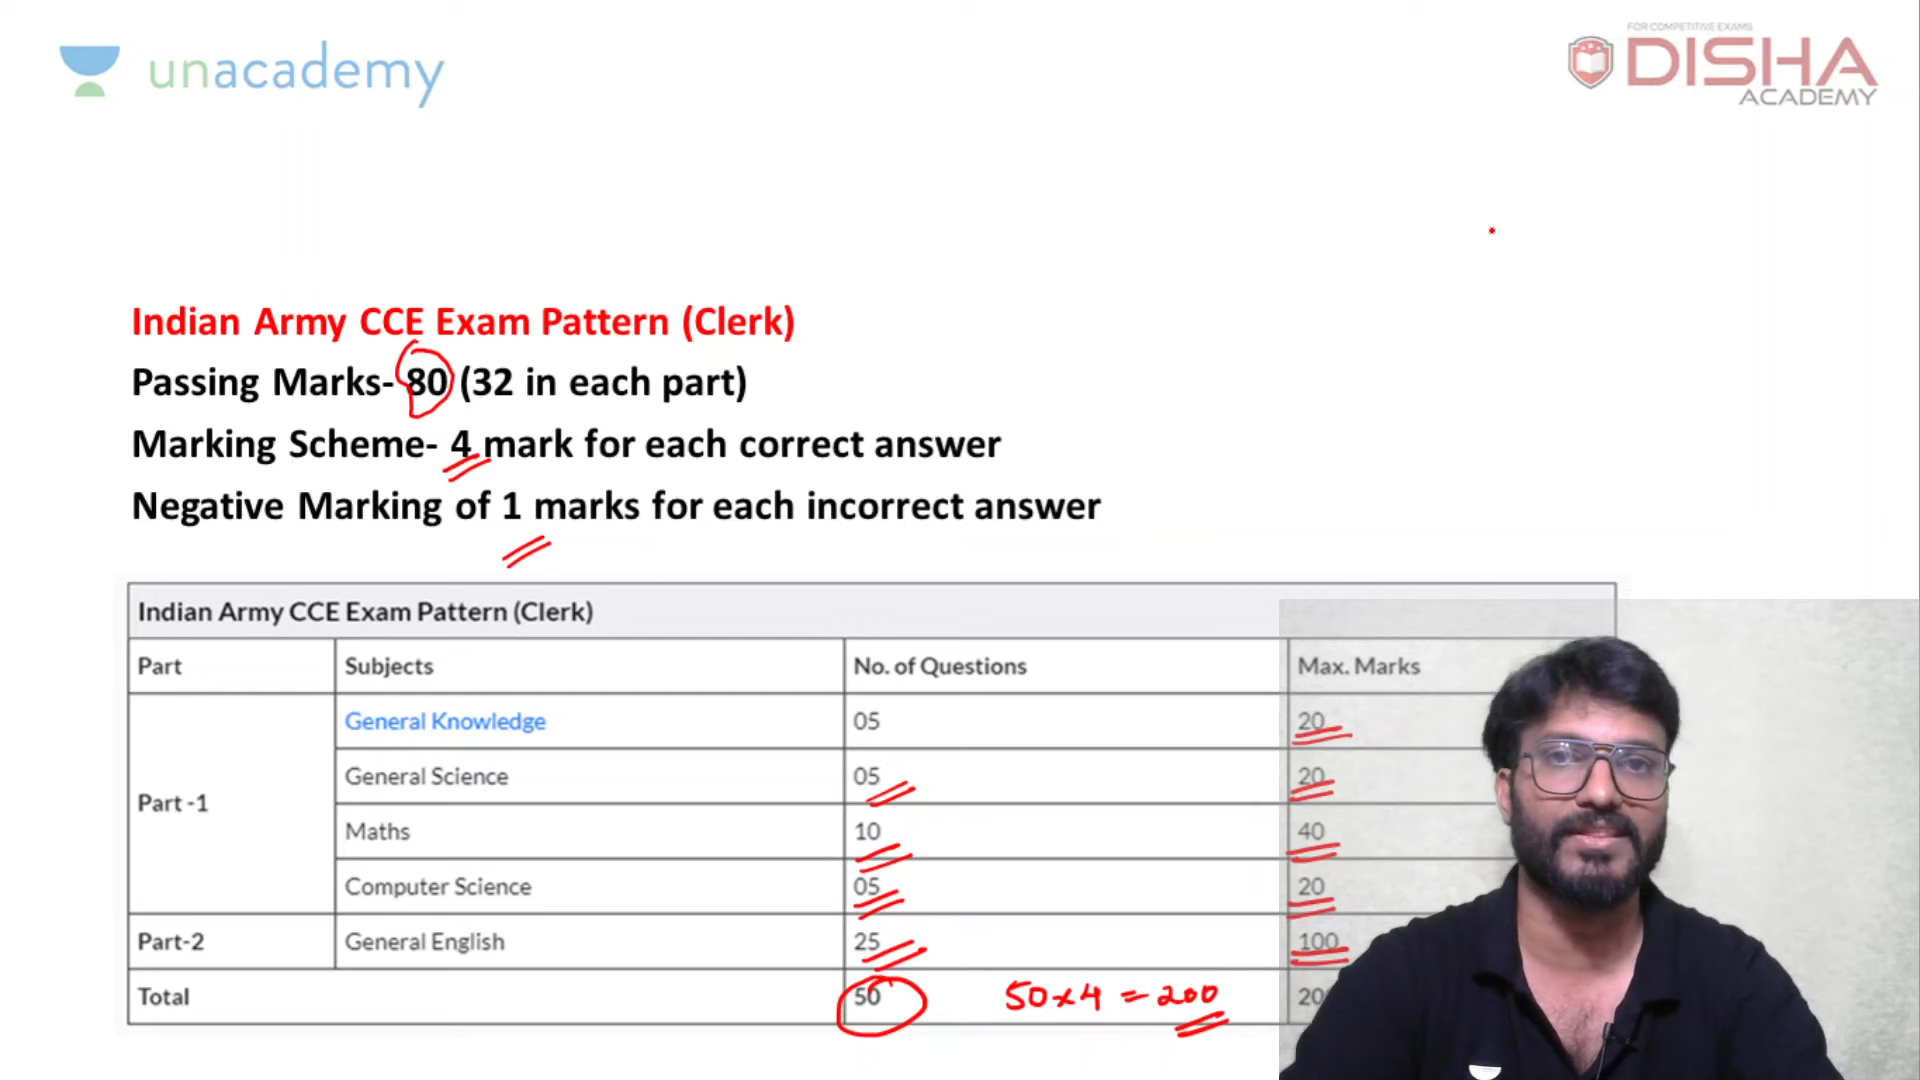 unacademy
FOR COMPETITIVE EXAMS
DISHA
ACADEMY
Indian Army CCE Exam Pattern (Clerk)
Passing Marks- 80 (32 in each part)
Marking Scheme- 4 mark for each correct answer
Negative Marking of 1 marks for each incorrect answer
Indian Army CCE Exam Pattern (Clerk)
Part Subjects No. of Questions Max. Marks
General Knowledge 05 20
General Science 05 20
Part -1
Maths 10 40
Computer Science 05 20
Part-2 General English 25 100
Total 50 50x4 = 200